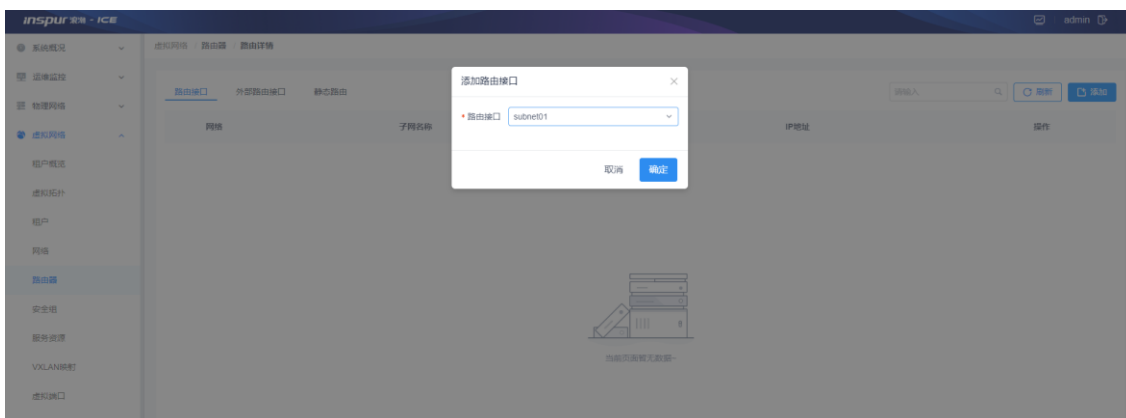 inspur 浪潮 - ICE
admin
系统概况
运维监控
物理网络
虚拟网络
租户概览
虚拟拓扑
租户
网络
路由器
安全组
服务资源
VXLAN映射
虚拟端口
虚拟网络 / 路由器 / 路由详情
路由接口 外部路由接口 静态路由
请输入 刷新 添加
网络 子网名称 IP地址 操作
添加路由接口
* 路由接口 subnet01
取消 确定
当前页面暂无数据~